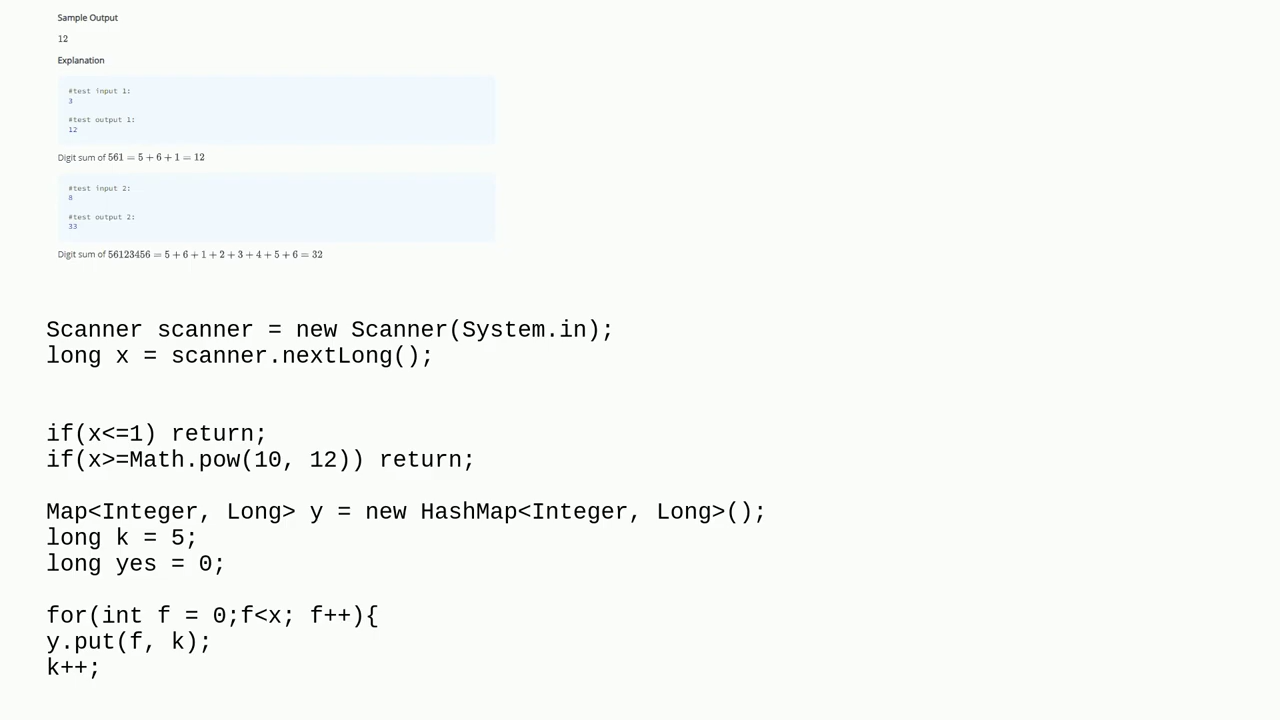 Sample Output
12
Explanation
#test input 1:
3
#test output 1:
12
Digit sum of 561 = 5 + 6 + 1 = 12
#test input 2:
8
#test output 2:
33
Digit sum of 56123456 = 5 + 6 + 1 + 2 + 3 + 4 + 5 + 6 = 32
Scanner scanner = new Scanner(System.in);
long x = scanner.nextLong();
if(x<=1) return;
if(x>=Math.pow(10, 12)) return;
Map<Integer, Long> y = new HashMap<Integer, Long>();
long k = 5;
long yes = 0;
for(int f = 0;f<x; f++){
y.put(f, k);
k++;